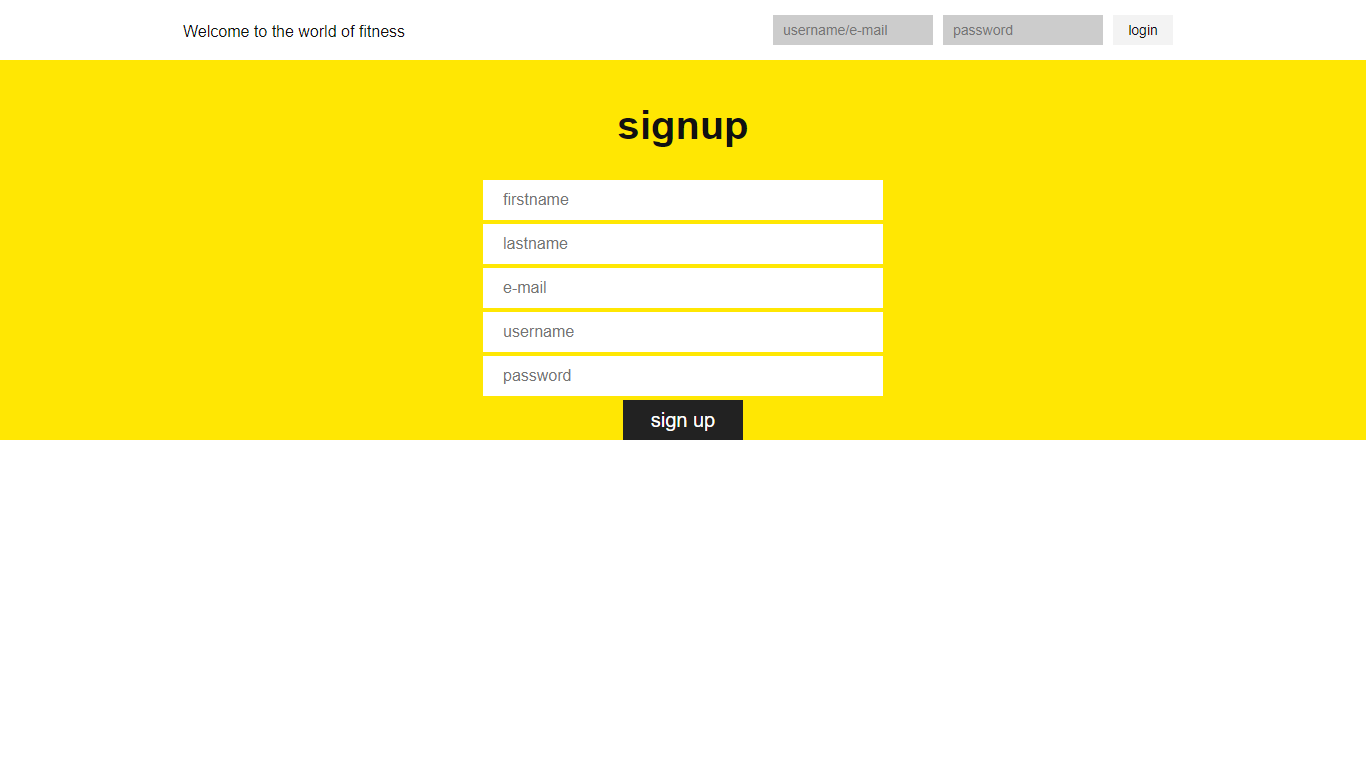 Welcome to the world of fitness
username/e-mail password login
signup
firstname
lastname
e-mail
username
password
sign up